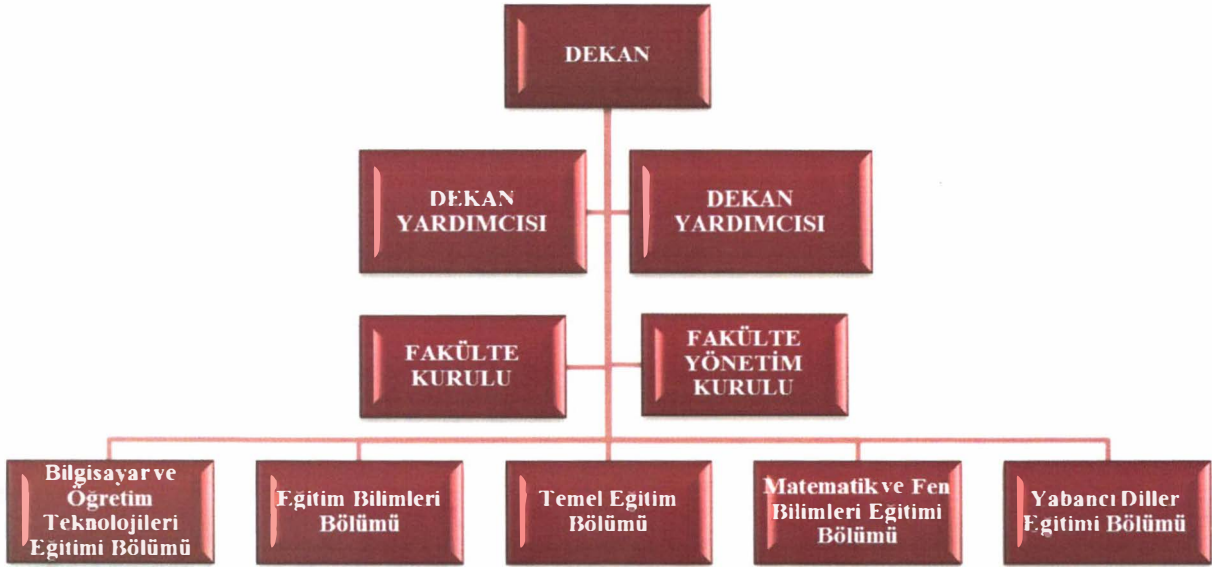 DEKAN
DEKAN
YARDIMCISI
DEKAN
YARDIMCISI
FAKÜLTE
KURULU
FAKÜLTE
YÖNETİM
KURULU
Bilgisayar ve
Öğretim
Teknolojileri
Eğitimi Bölümü
Eğitim Bilimleri
Bölümü
Temel Eğitim
Bölümü
Matematik ve Fen
Bilimleri Eğitimi
Bölümü
Yabancı Diller
Eğitimi Bölümü